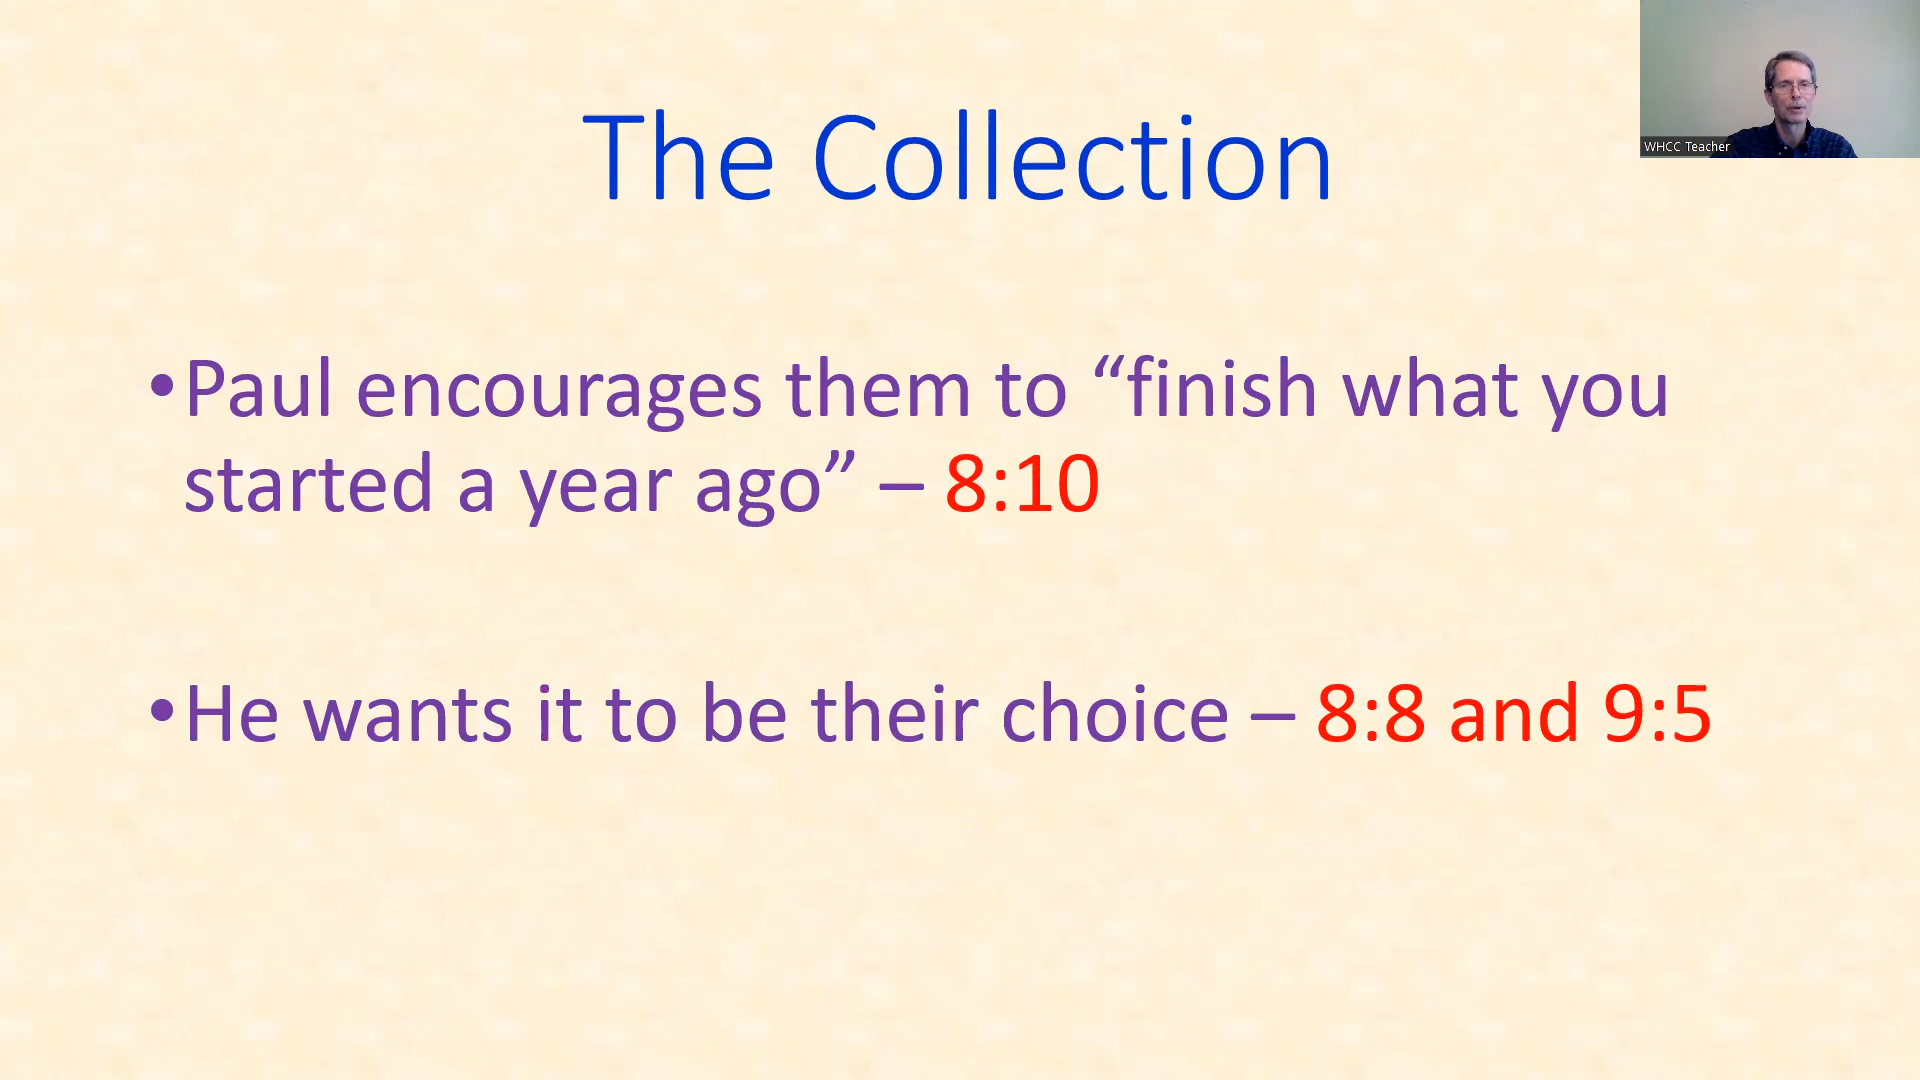 The Collection
WHCC Teacher
•Paul encourages them to “finish what you
started a year ago” – 8:10
•He wants it to be their choice – 8:8 and 9:5